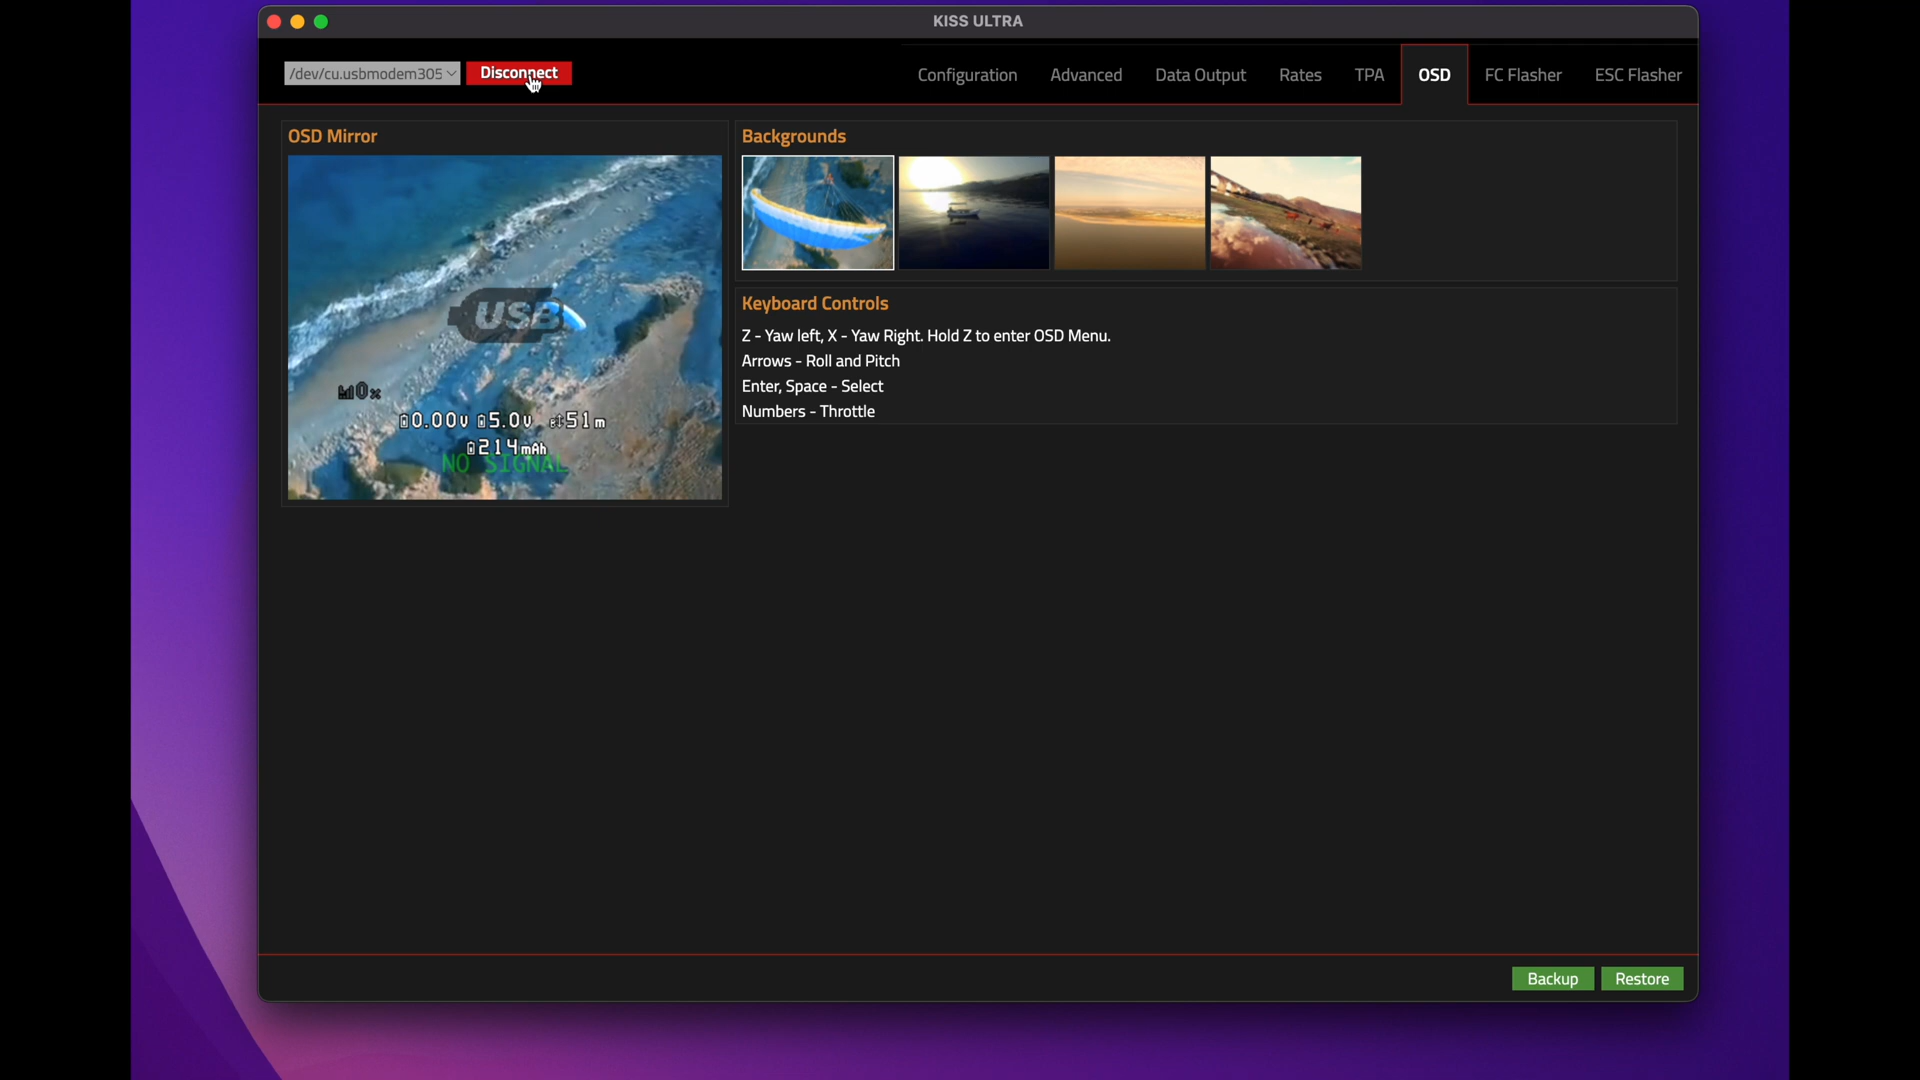 KISS ULTRA
/dev/cu.usbmodem305 Disconnect
Configuration Advanced Data Output Rates TPA OSD FC Flasher ESC Flasher
OSD Mirror
USB
0%
0.00V 5.0V 51m
214mAh
NO SIGNAL
Backgrounds
Keyboard Controls
Z - Yaw left, X - Yaw Right. Hold Z to enter OSD Menu.
Arrows - Roll and Pitch
Enter, Space - Select
Numbers - Throttle
Backup Restore